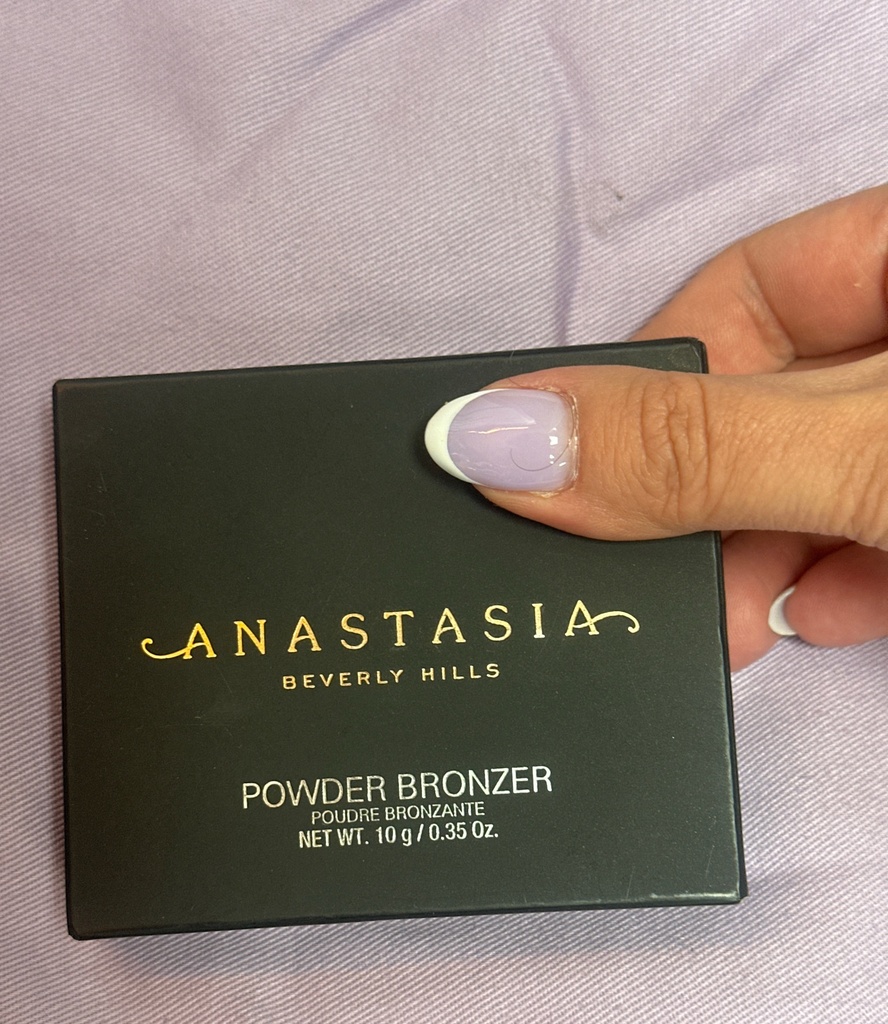 ANASTASIA
BEVERLY HILLS
POWDER BRONZER
POUDRE BRONZANTE
NET WT. 10 g / 0.35 Oz.